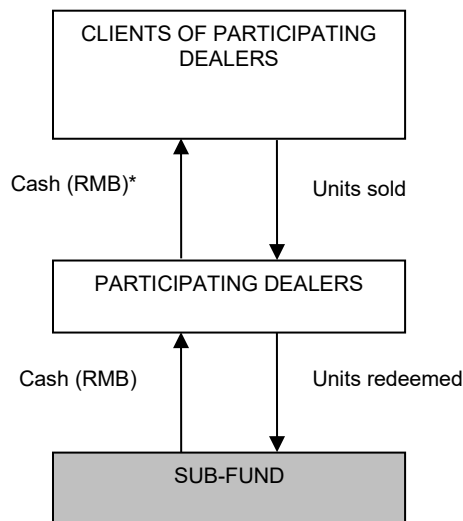 CLIENTS OF PARTICIPATING
DEALERS
Cash (RMB)*
Units sold
PARTICIPATING DEALERS
Cash (RMB)
Units redeemed
SUB-FUND